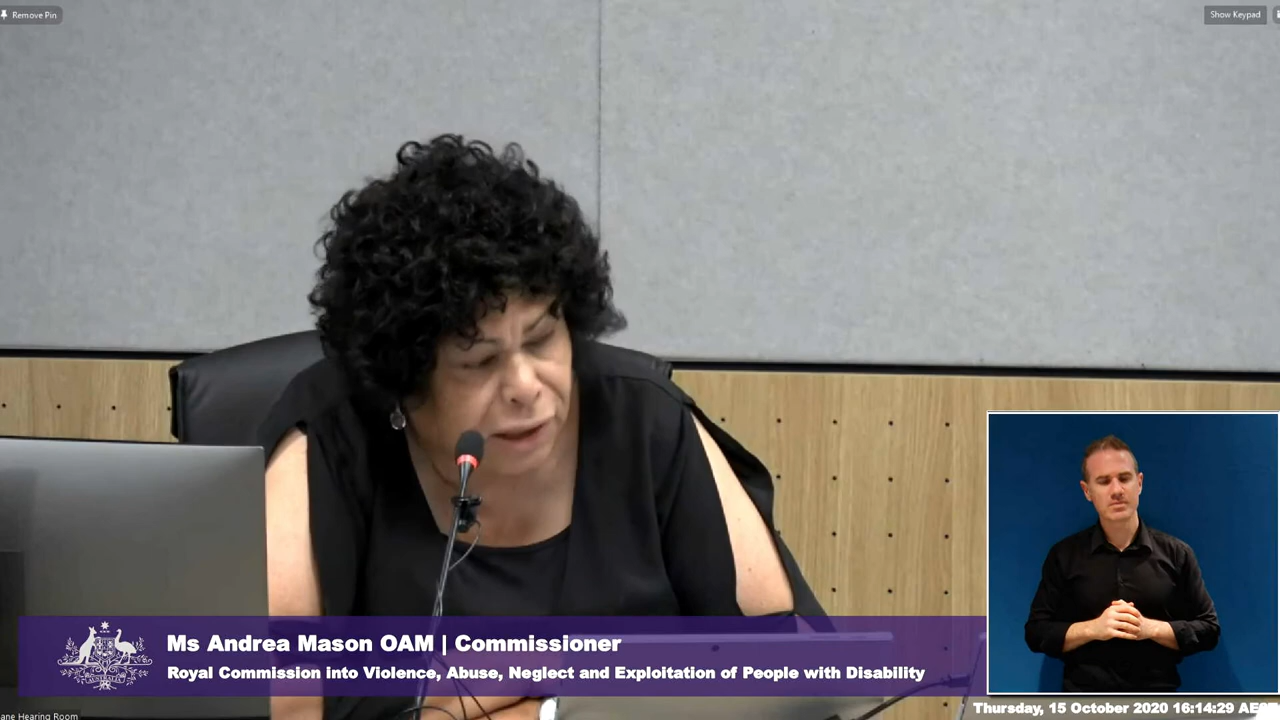 Remove Pin
Show Keypad
Ms Andrea Mason OAM | Commissioner
Royal Commission into Violence, Abuse, Neglect and Exploitation of People with Disability
AUSTRALIA
Hearing Room
Thursday, 15 October 2020 16:14:29